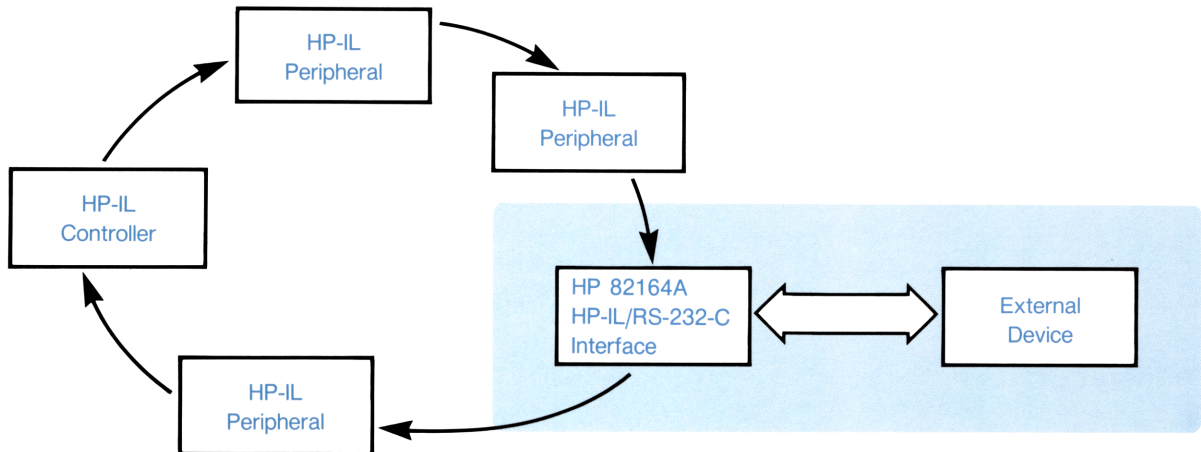 HP-IL
Peripheral
HP-IL
Peripheral
HP-IL
Controller
HP 82164A
HP-IL/RS-232-C
Interface
External
Device
HP-IL
Peripheral